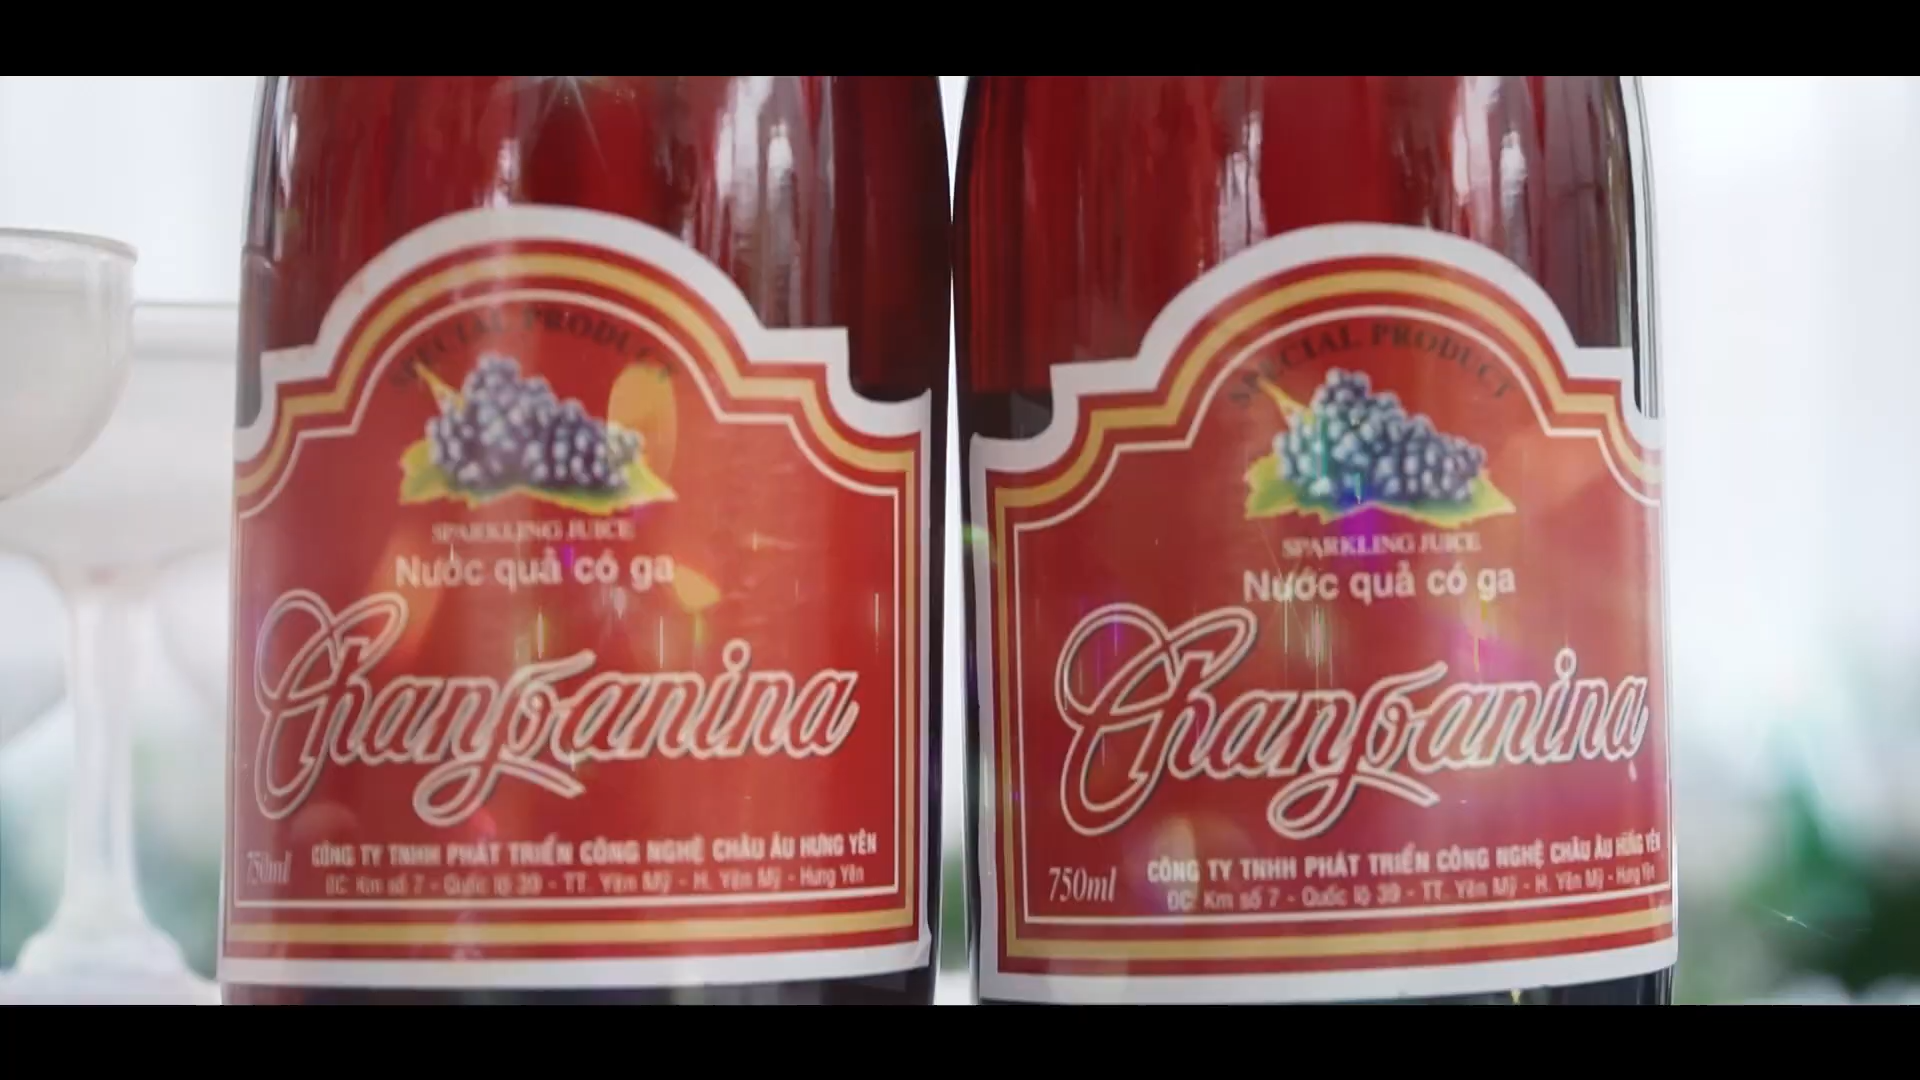 SPECIAL PRODUCT
SPARKLING JUICE
Nước quả có ga
Chanpanina
750ml
CÔNG TY TNHH PHÁT TRIỂN CÔNG NGHỆ CHÂU ÂU HƯNG YÊN
ĐC: Km số 7 - Quốc lộ 39 - TT. Yên Mỹ - H. Yên Mỹ - Hưng Yên
SPECIAL PRODUCT
SPARKLING JUICE
Nước quả có ga
Chanpanina
750ml
CÔNG TY TNHH PHÁT TRIỂN CÔNG NGHỆ CHÂU ÂU HƯNG YÊN
ĐC: Km số 7 - Quốc lộ 39 - TT. Yên Mỹ - H. Yên Mỹ - Hưng Yên